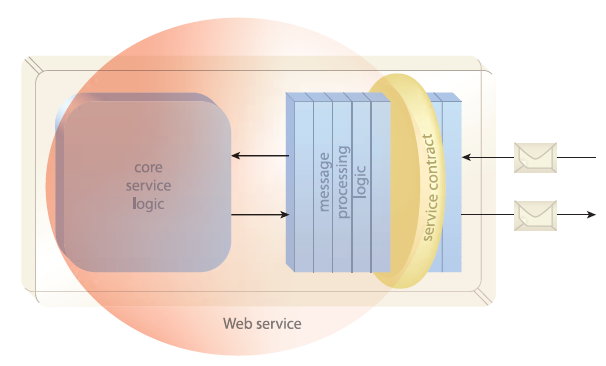 core
service
logic
message
processing
logic
service contract
Web service